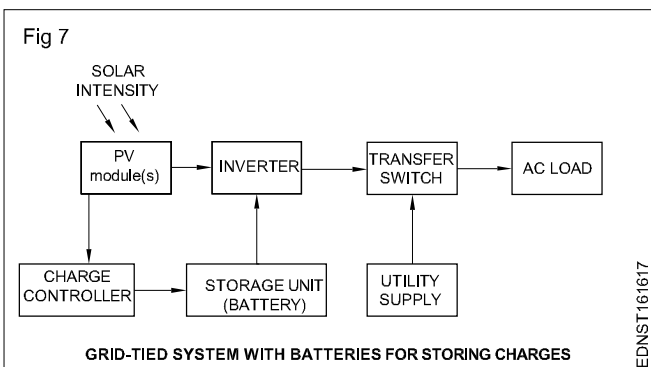 Fig 7
SOLAR
INTENSITY
PV
module(s)
INVERTER
TRANSFER
SWITCH
AC LOAD
CHARGE
CONTROLLER
STORAGE UNIT
(BATTERY)
UTILITY
SUPPLY
GRID-TIED SYSTEM WITH BATTERIES FOR STORING CHARGES
EDNST161617